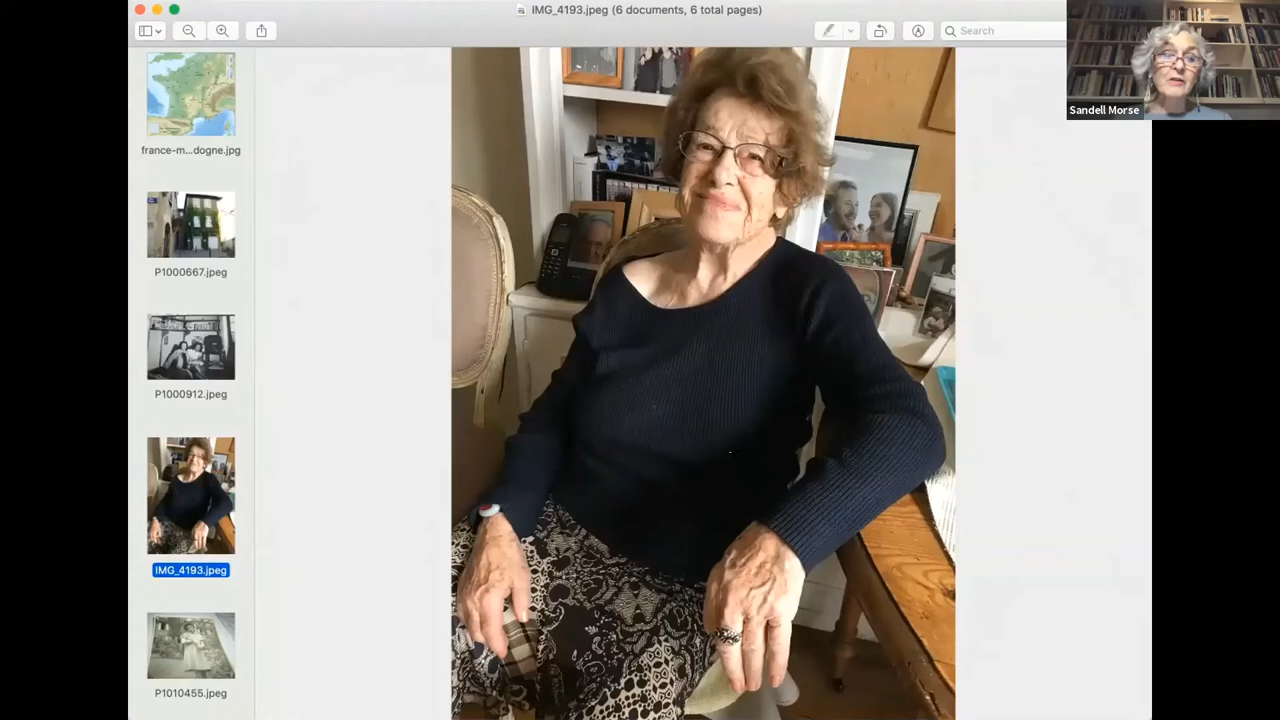 IMG_4193.jpeg (6 documents, 6 total pages)
Search
Sandell Morse
france-m...dogne.jpg
P1000667.jpeg
P1000912.jpeg
IMG_4193.jpeg
P1010455.jpeg